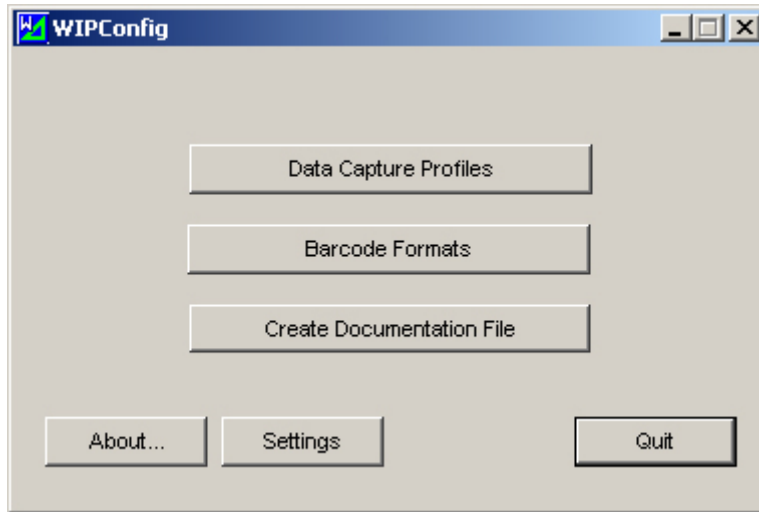 WIPConfig
Data Capture Profiles
Barcode Formats
Create Documentation File
About... Settings Quit